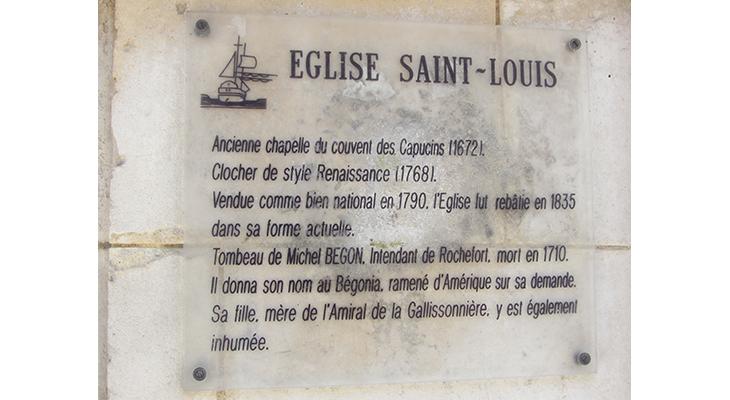 EGLISE SAINT-LOUIS
Ancienne chapelle du couvent des Capucins (1672).
Clocher de style Renaissance (1768).
Vendue comme bien national en 1790, l'Eglise fut rebâtie en 1835
dans sa forme actuelle.
Tombeau de Michel BEGON, Intendant de Rochefort, mort en 1710.
Il donna son nom au Bégonia, ramené d'Amérique sur sa demande.
Sa fille, mère de l'Amiral de la Gallissonnière, y est également
inhumée.